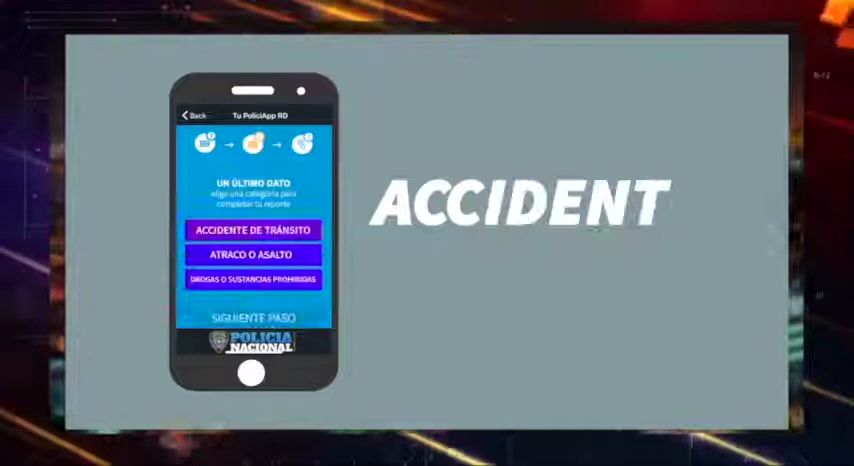 Back
Tu PoliciApp RD
UN ÚLTIMO DATO
elige una categoría para
completar tu reporte
ACCIDENTE DE TRÁNSITO
ATRACO O ASALTO
DROGAS O SUSTANCIAS PROHIBIDAS
SIGUIENTE PASO
POLICIA
NACIONAL
ACCIDENT